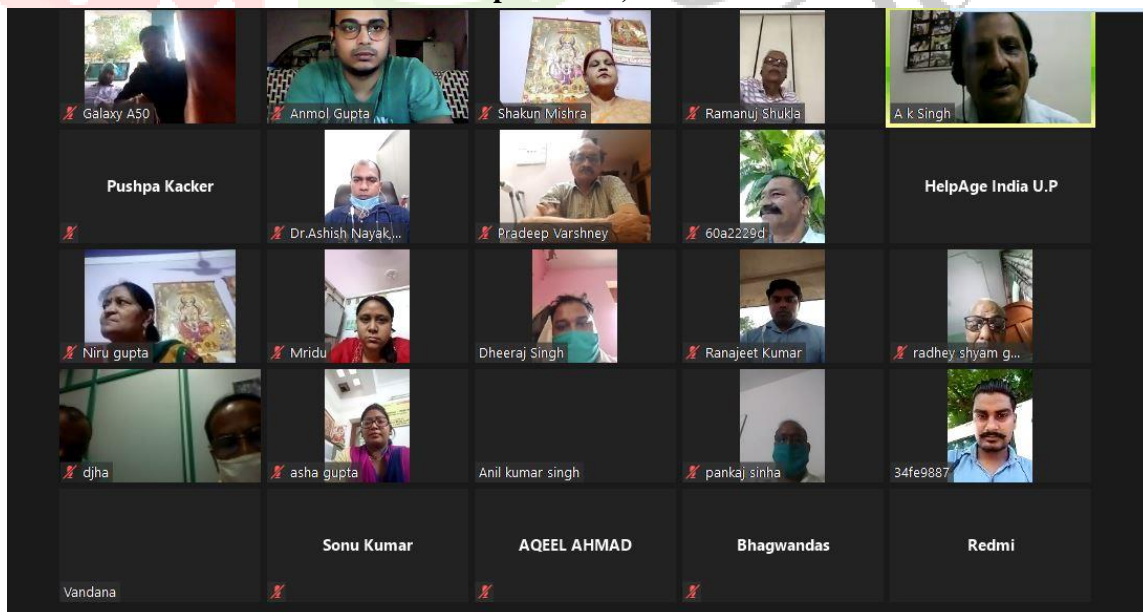 Galaxy A50
Anmol Gupta
Shakun Mishra
Ramanuj Shukla
A k Singh
Pushpa Kacker
Dr.Ashish Nayak,...
Pradeep Varshney
60a2229d
HelpAge India U.P
Niru gupta
Mridu
Dheeraj Singh
Ranajeet Kumar
radhey shyam g...
djha
asha gupta
Anil kumar singh
pankaj sinha
34fe9887
Vandana
Sonu Kumar
AQEEL AHMAD
Bhagwandas
Redmi